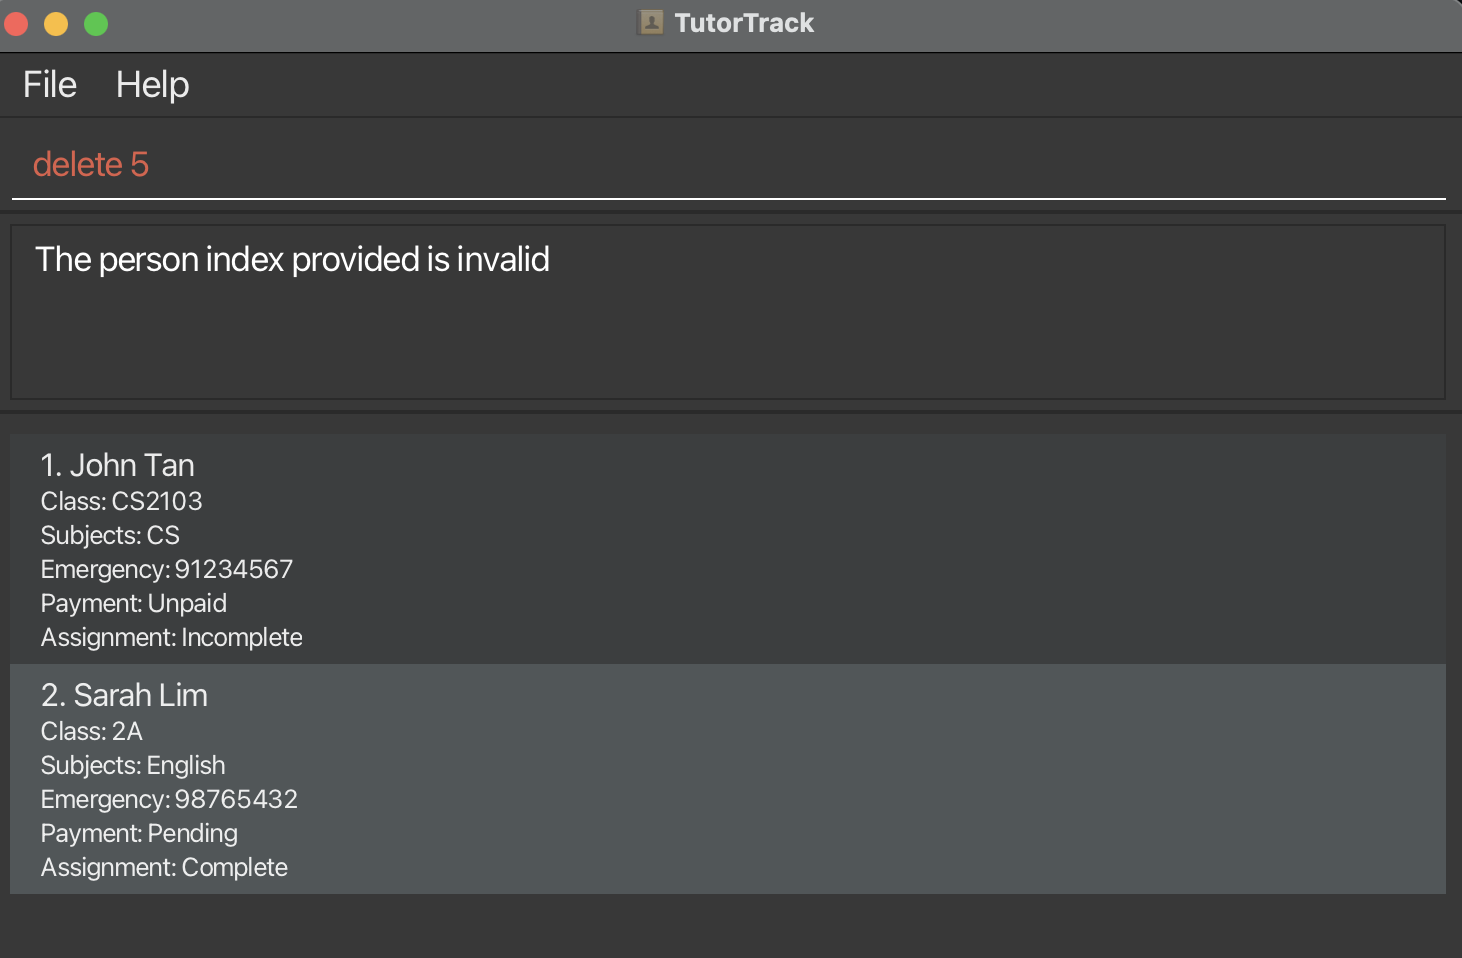 TutorTrack
File Help
delete 5
The person index provided is invalid
1. John Tan
Class: CS2103
Subjects: CS
Emergency: 91234567
Payment: Unpaid
Assignment: Incomplete
2. Sarah Lim
Class: 2A
Subjects: English
Emergency: 98765432
Payment: Pending
Assignment: Complete